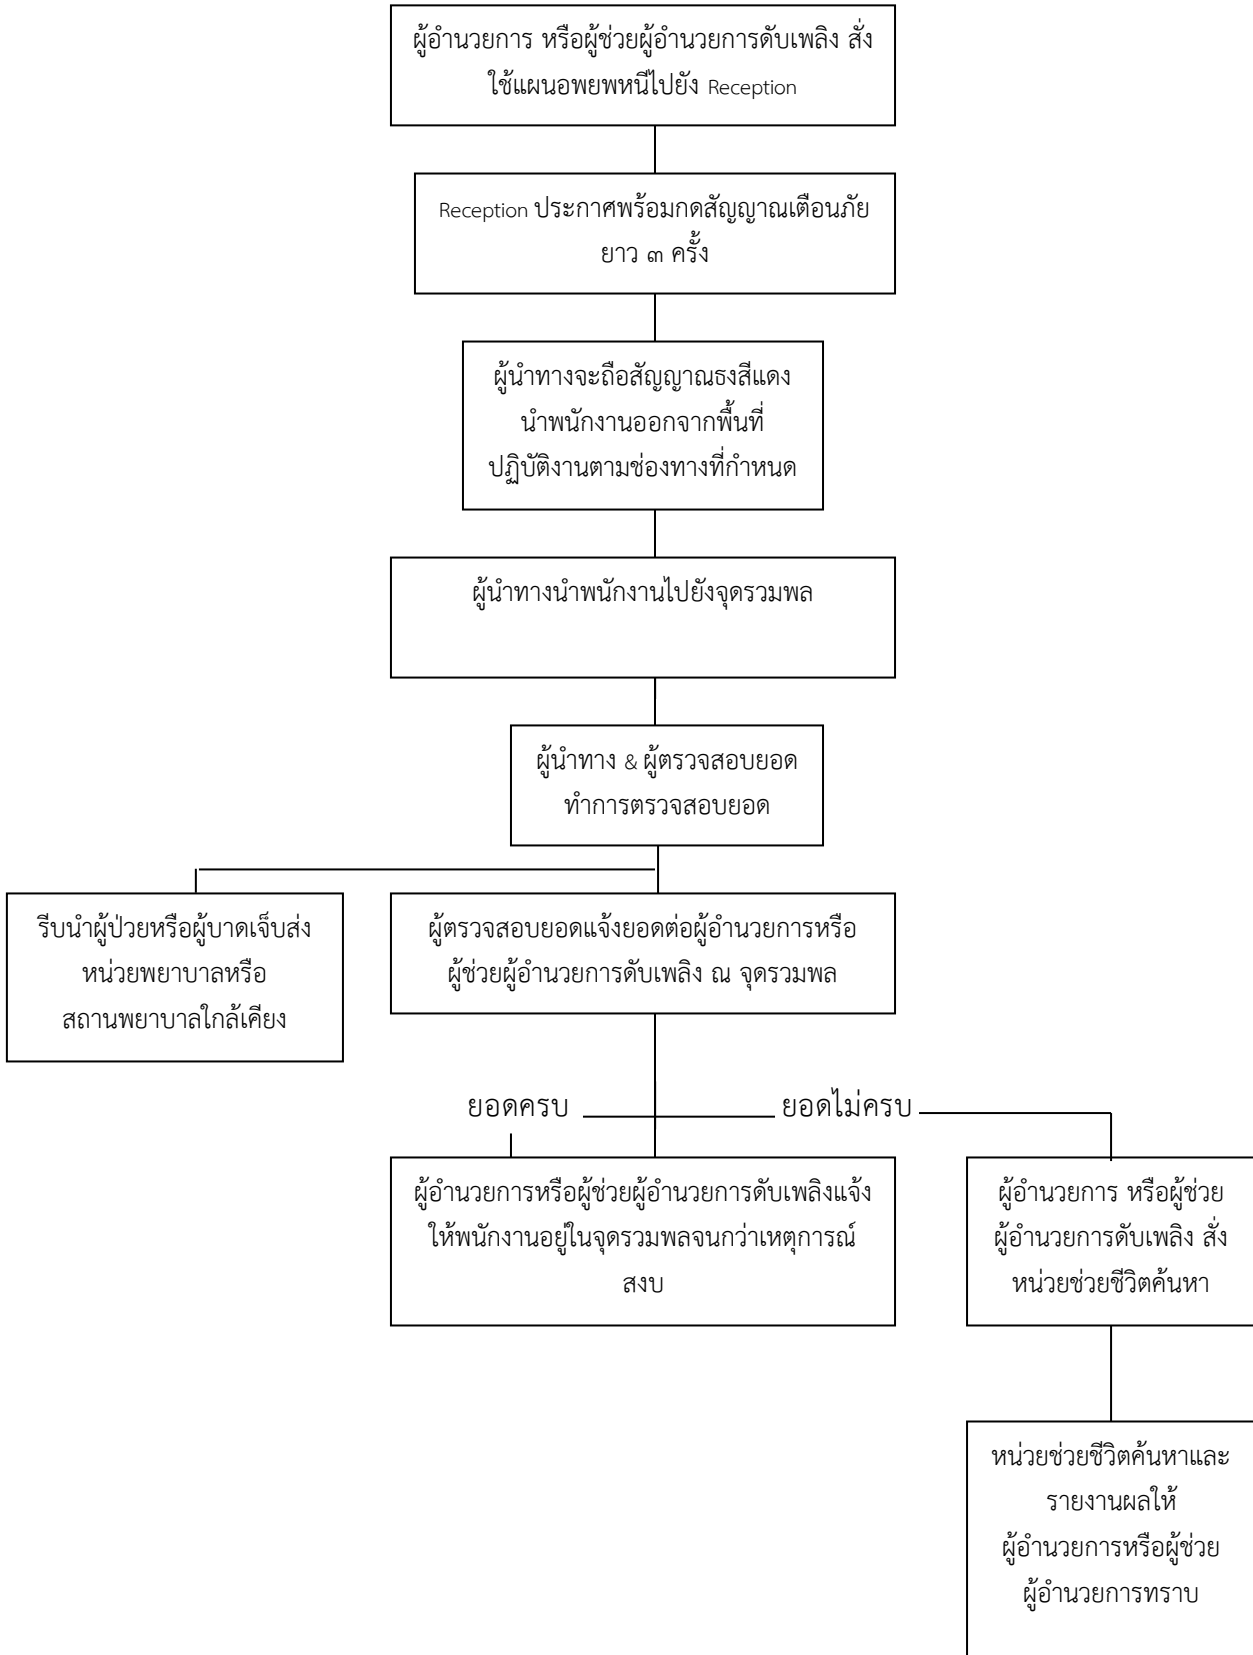 ผู้อำนวยการ หรือผู้ช่วยผู้อำนวยการดับเพลิง สั่ง
ใช้แผนอพยพหนีไปยัง Reception
Reception ประกาศพร้อมกดสัญญาณเตือนภัย
ยาว ๓ ครั้ง
ผู้นำทางจะถือสัญญาณธงสีแดง
นำพนักงานออกจากพื้นที่
ปฏิบัติงานตามช่องทางที่กำหนด
ผู้นำทางนำพนักงานไปยังจุดรวมพล
ผู้นำทาง & ผู้ตรวจสอบยอด
ทำการตรวจสอบยอด
รีบนำผู้ป่วยหรือผู้บาดเจ็บส่ง
หน่วยพยาบาลหรือ
สถานพยาบาลใกล้เคียง
ผู้ตรวจสอบยอดแจ้งยอดต่อผู้อำนวยการหรือ
ผู้ช่วยผู้อำนวยการดับเพลิง ณ จุดรวมพล
ยอดครบ
ยอดไม่ครบ
ผู้อำนวยการหรือผู้ช่วยผู้อำนวยการดับเพลิงแจ้ง
ให้พนักงานอยู่ในจุดรวมพลจนกว่าเหตุการณ์
สงบ
ผู้อำนวยการ หรือผู้ช่วย
ผู้อำนวยการดับเพลิง สั่ง
หน่วยช่วยชีวิตค้นหา
หน่วยช่วยชีวิตค้นหาและ
รายงานผลให้
ผู้อำนวยการหรือผู้ช่วย
ผู้อำนวยการทราบ